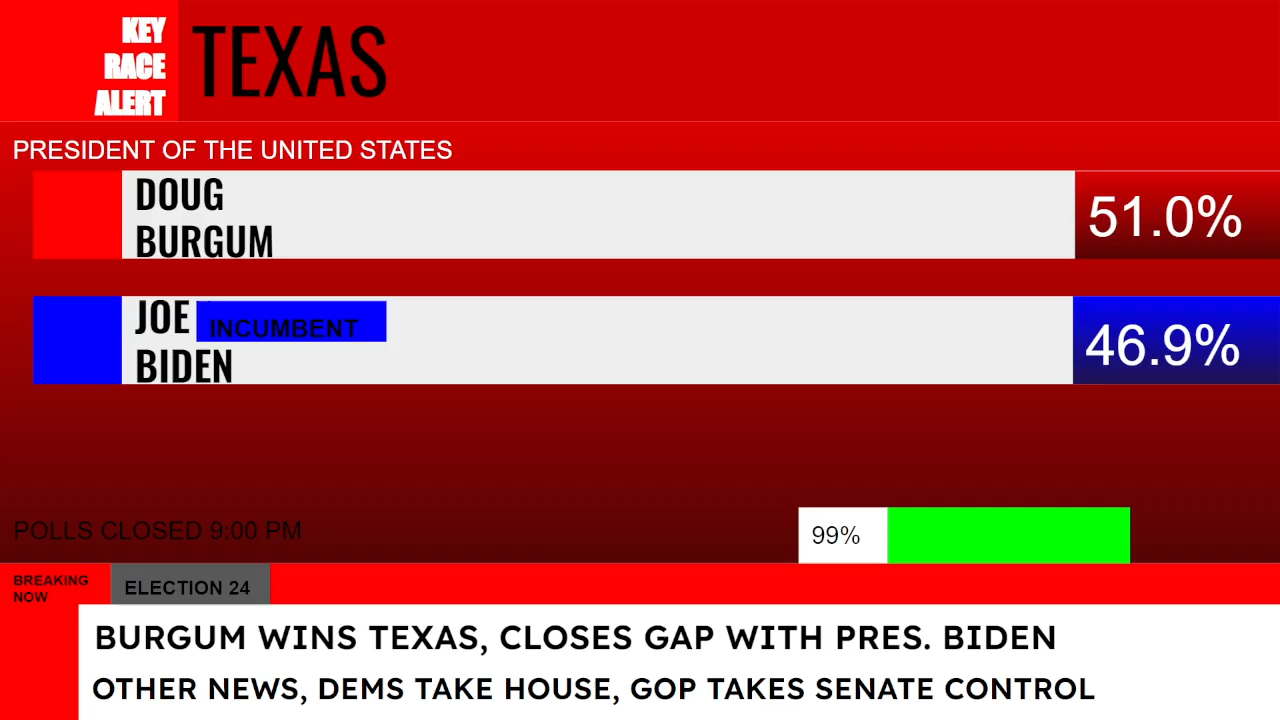 KEY
RACE
ALERT
TEXAS
PRESIDENT OF THE UNITED STATES
DOUG
BURGUM
51.0%
JOE INCUMBENT
BIDEN
46.9%
POLLS CLOSED 9:00 PM
99%
BREAKING
NOW
ELECTION 24
BURGUM WINS TEXAS, CLOSES GAP WITH PRES. BIDEN
OTHER NEWS, DEMS TAKE HOUSE, GOP TAKES SENATE CONTROL